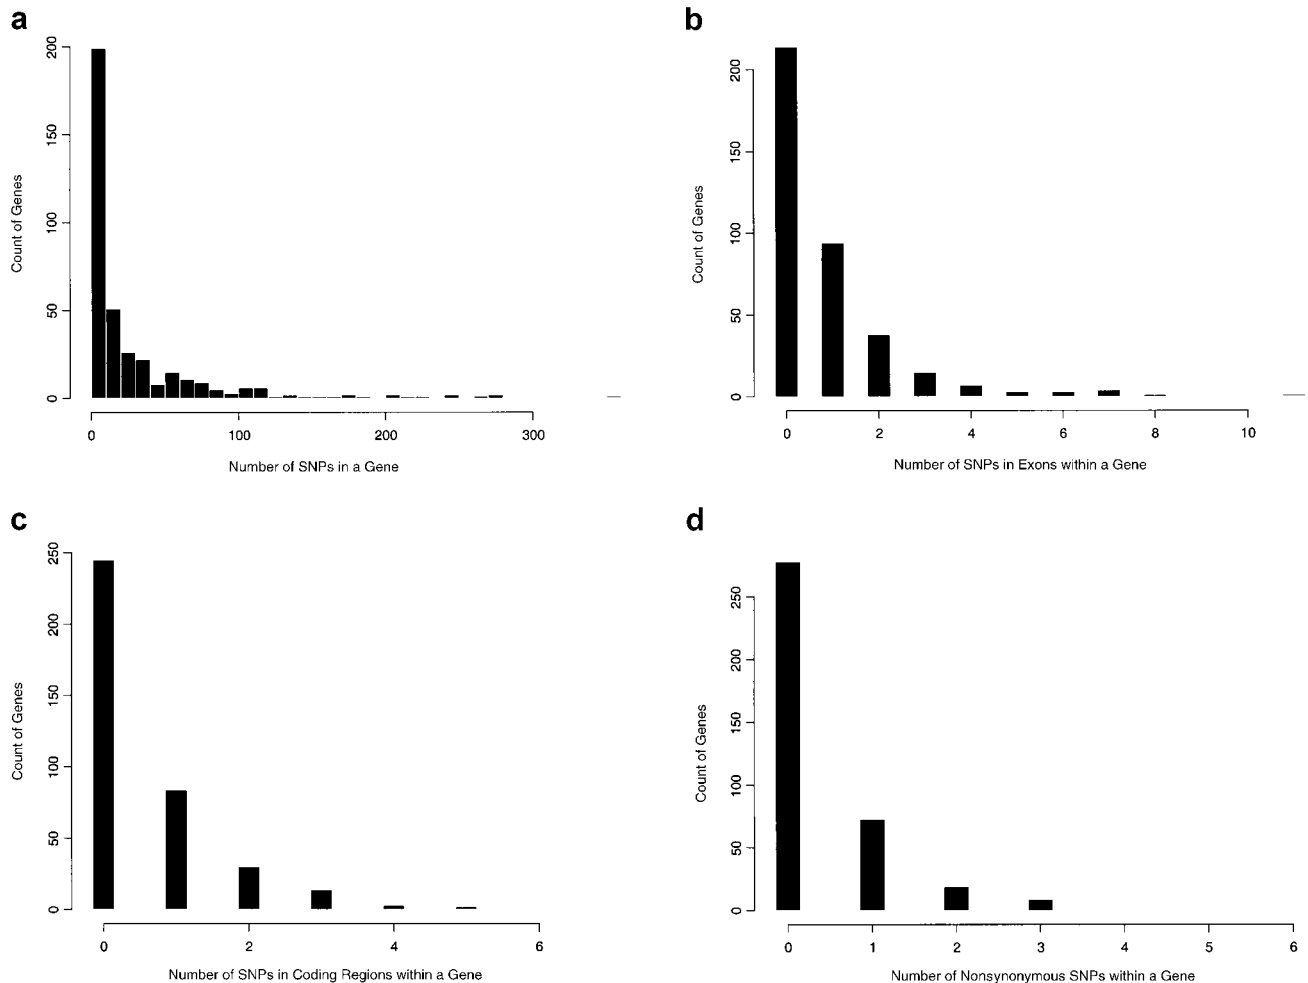 a
200
150
100
50
0
Count of Genes
0 100 200 300
Number of SNPs in a Gene
b
200
150
100
50
0
Count of Genes
0 2 4 6 8 10
Number of SNPs in Exons within a Gene
c
250
200
150
100
50
0
Count of Genes
0 2 4 6
Number of SNPs in Coding Regions within a Gene
d
250
200
150
100
50
0
Count of Genes
0 1 2 3 4 5 6
Number of Nonsynonymous SNPs within a Gene